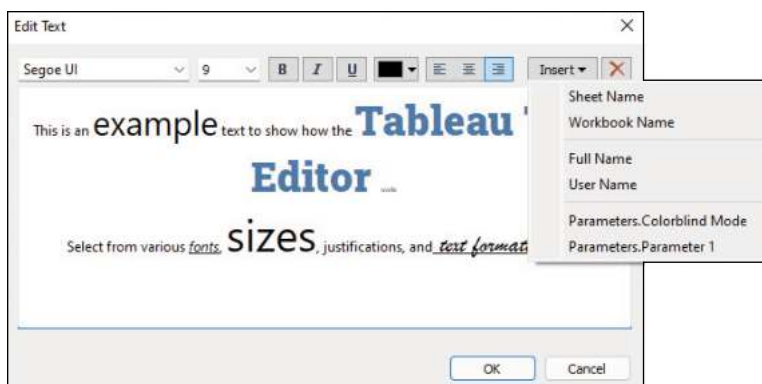 Edit Text
Segoe UI 9 B I U Insert
Sheet Name
Workbook Name
Full Name
User Name
Parameters.Colorblind Mode
Parameters.Parameter 1
This is an example text to show how the Tableau
Editor
Select from various fonts, sizes, justifications, and text format
OK Cancel